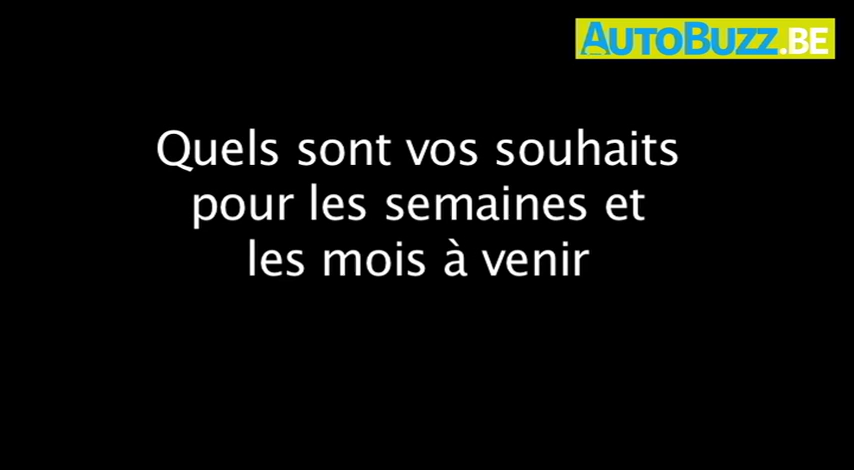 AUTOBUZZ.BE
Quels sont vos souhaits
pour les semaines et
les mois à venir